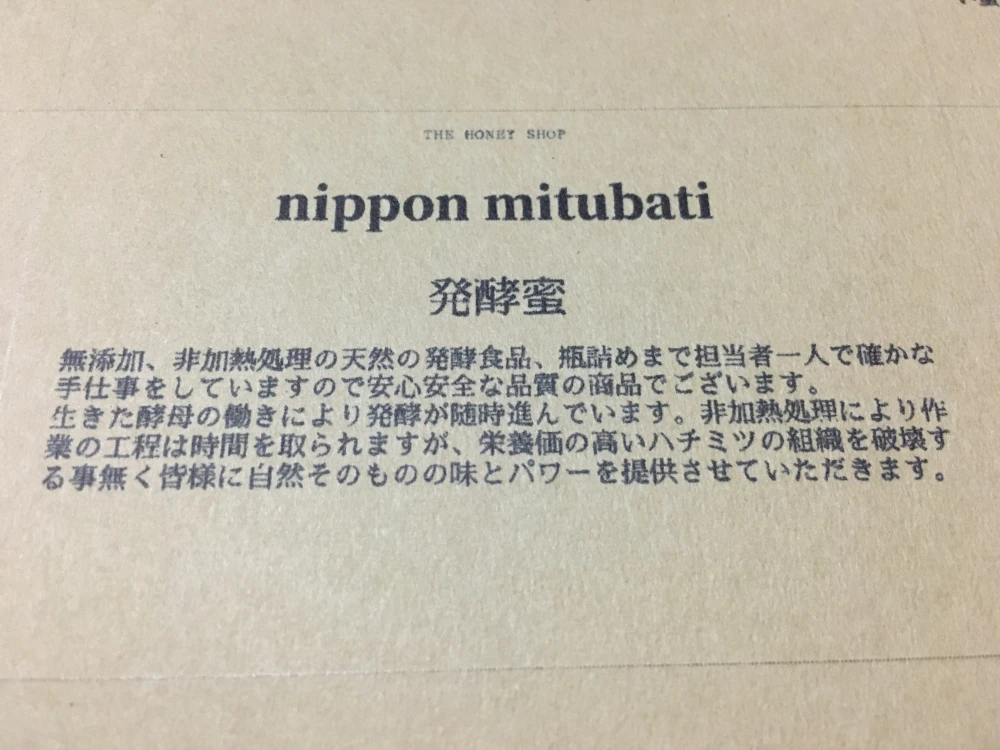 THE HONEY SHOP
nippon mitubati
発酵蜜
無添加、非加熱処理の天然の発酵食品、瓶詰めまで担当者一人で確かな
手仕事をしていますので安心安全な品質の商品でございます。
生きた酵母の働きにより発酵が随時進んでいます。非加熱処理により作
業の工程は時間を取られますが、栄養価の高いハチミツの組織を破壊す
る事無く皆様に自然そのものの味とパワーを提供させていただきます。